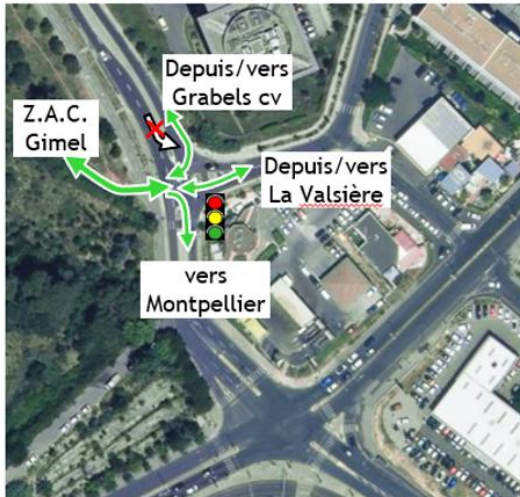 Depuis/vers
Grabels cv
Z.A.C.
Gimel
Depuis/vers
La Valsière
vers
Montpellier